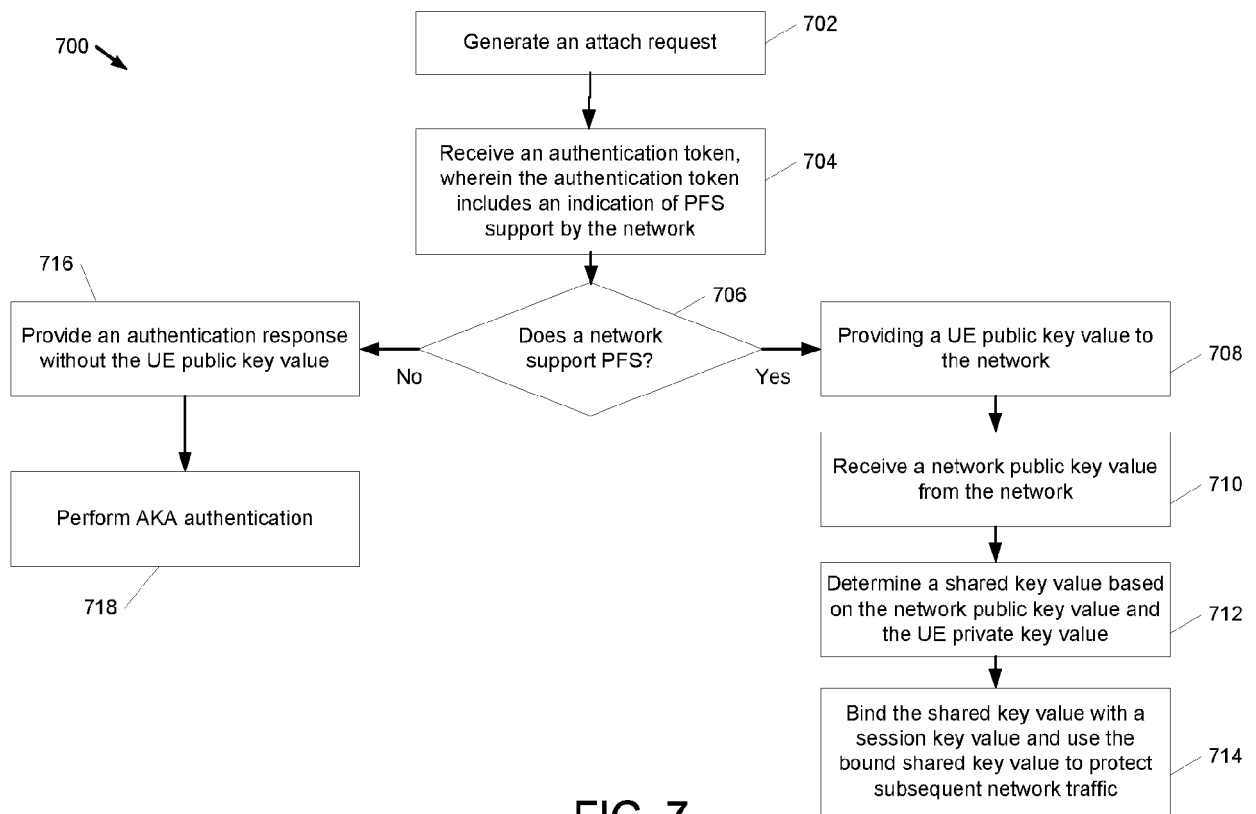 700
Generate an attach request
702
Receive an authentication token,
wherein the authentication token
includes an indication of PFS
support by the network
704
Does a network
support PFS?
706
No
Yes
716
Provide an authentication response
without the UE public key value
Perform AKA authentication
718
Providing a UE public key value to
the network
708
Receive a network public key value
from the network
710
Determine a shared key value based
on the network public key value and
the UE private key value
712
Bind the shared key value with a
session key value and use the
bound shared key value to protect
subsequent network traffic
714
FIG. 7